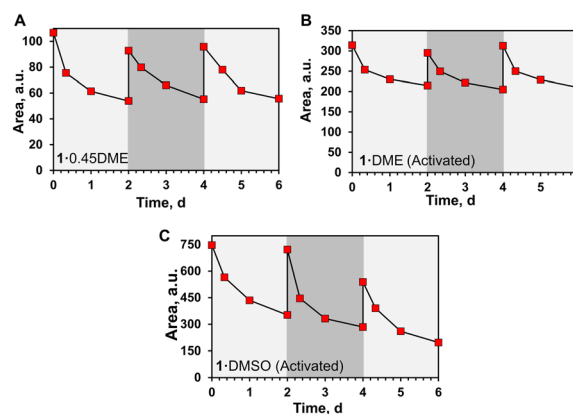 A
Area, a.u.
100
80
60
40
20
0
1·0.45DME
0 1 2 3 4 5 6
Time, d
B
Area, a.u.
350
300
250
200
150
100
50
0
1·DME (Activated)
0 1 2 3 4 5
Time, d
C
Area, a.u.
750
600
450
300
150
0
1·DMSO (Activated)
0 1 2 3 4 5 6
Time, d